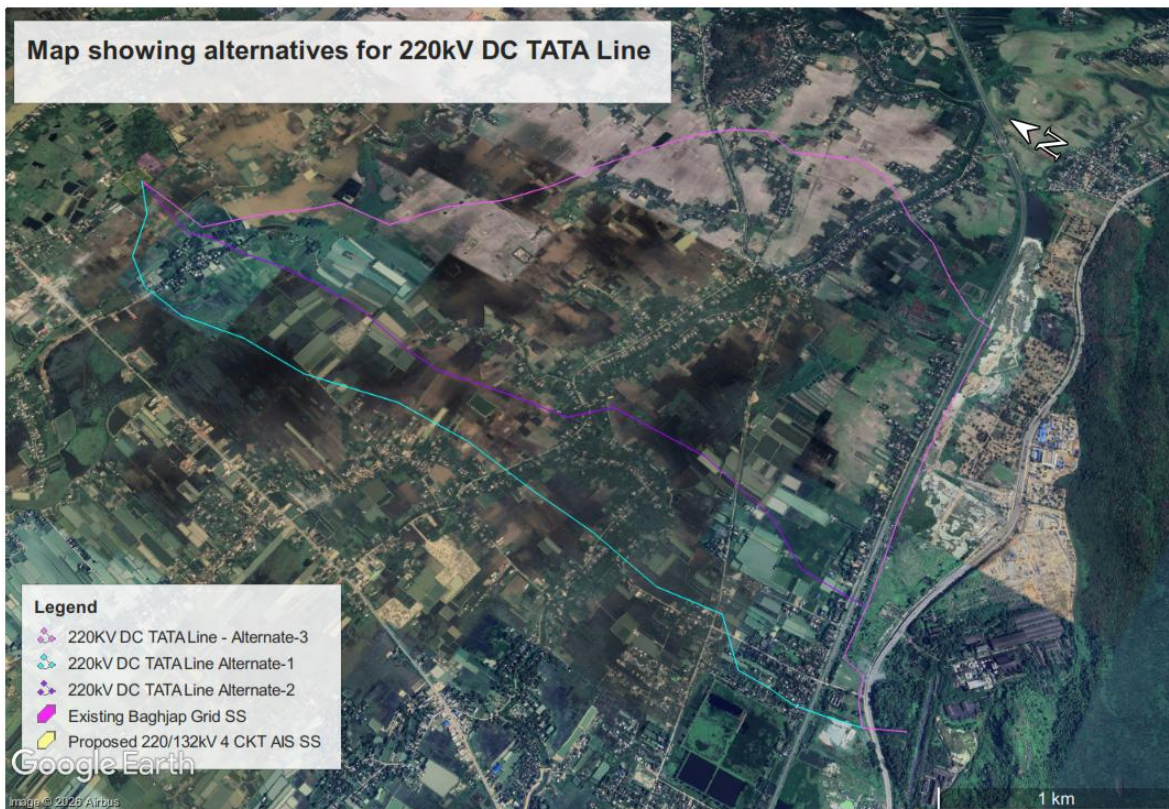 Map showing alternatives for 220kV DC TATA Line
N
Legend
220KV DC TATA Line - Alternate-3
220kV DC TATA Line Alternate-1
220kV DC TATA Line Alternate-2
Existing Baghjap Grid SS
Proposed 220/132kV 4 CKT AIS SS
Google Earth
Image © 2026 Airbus
1 km